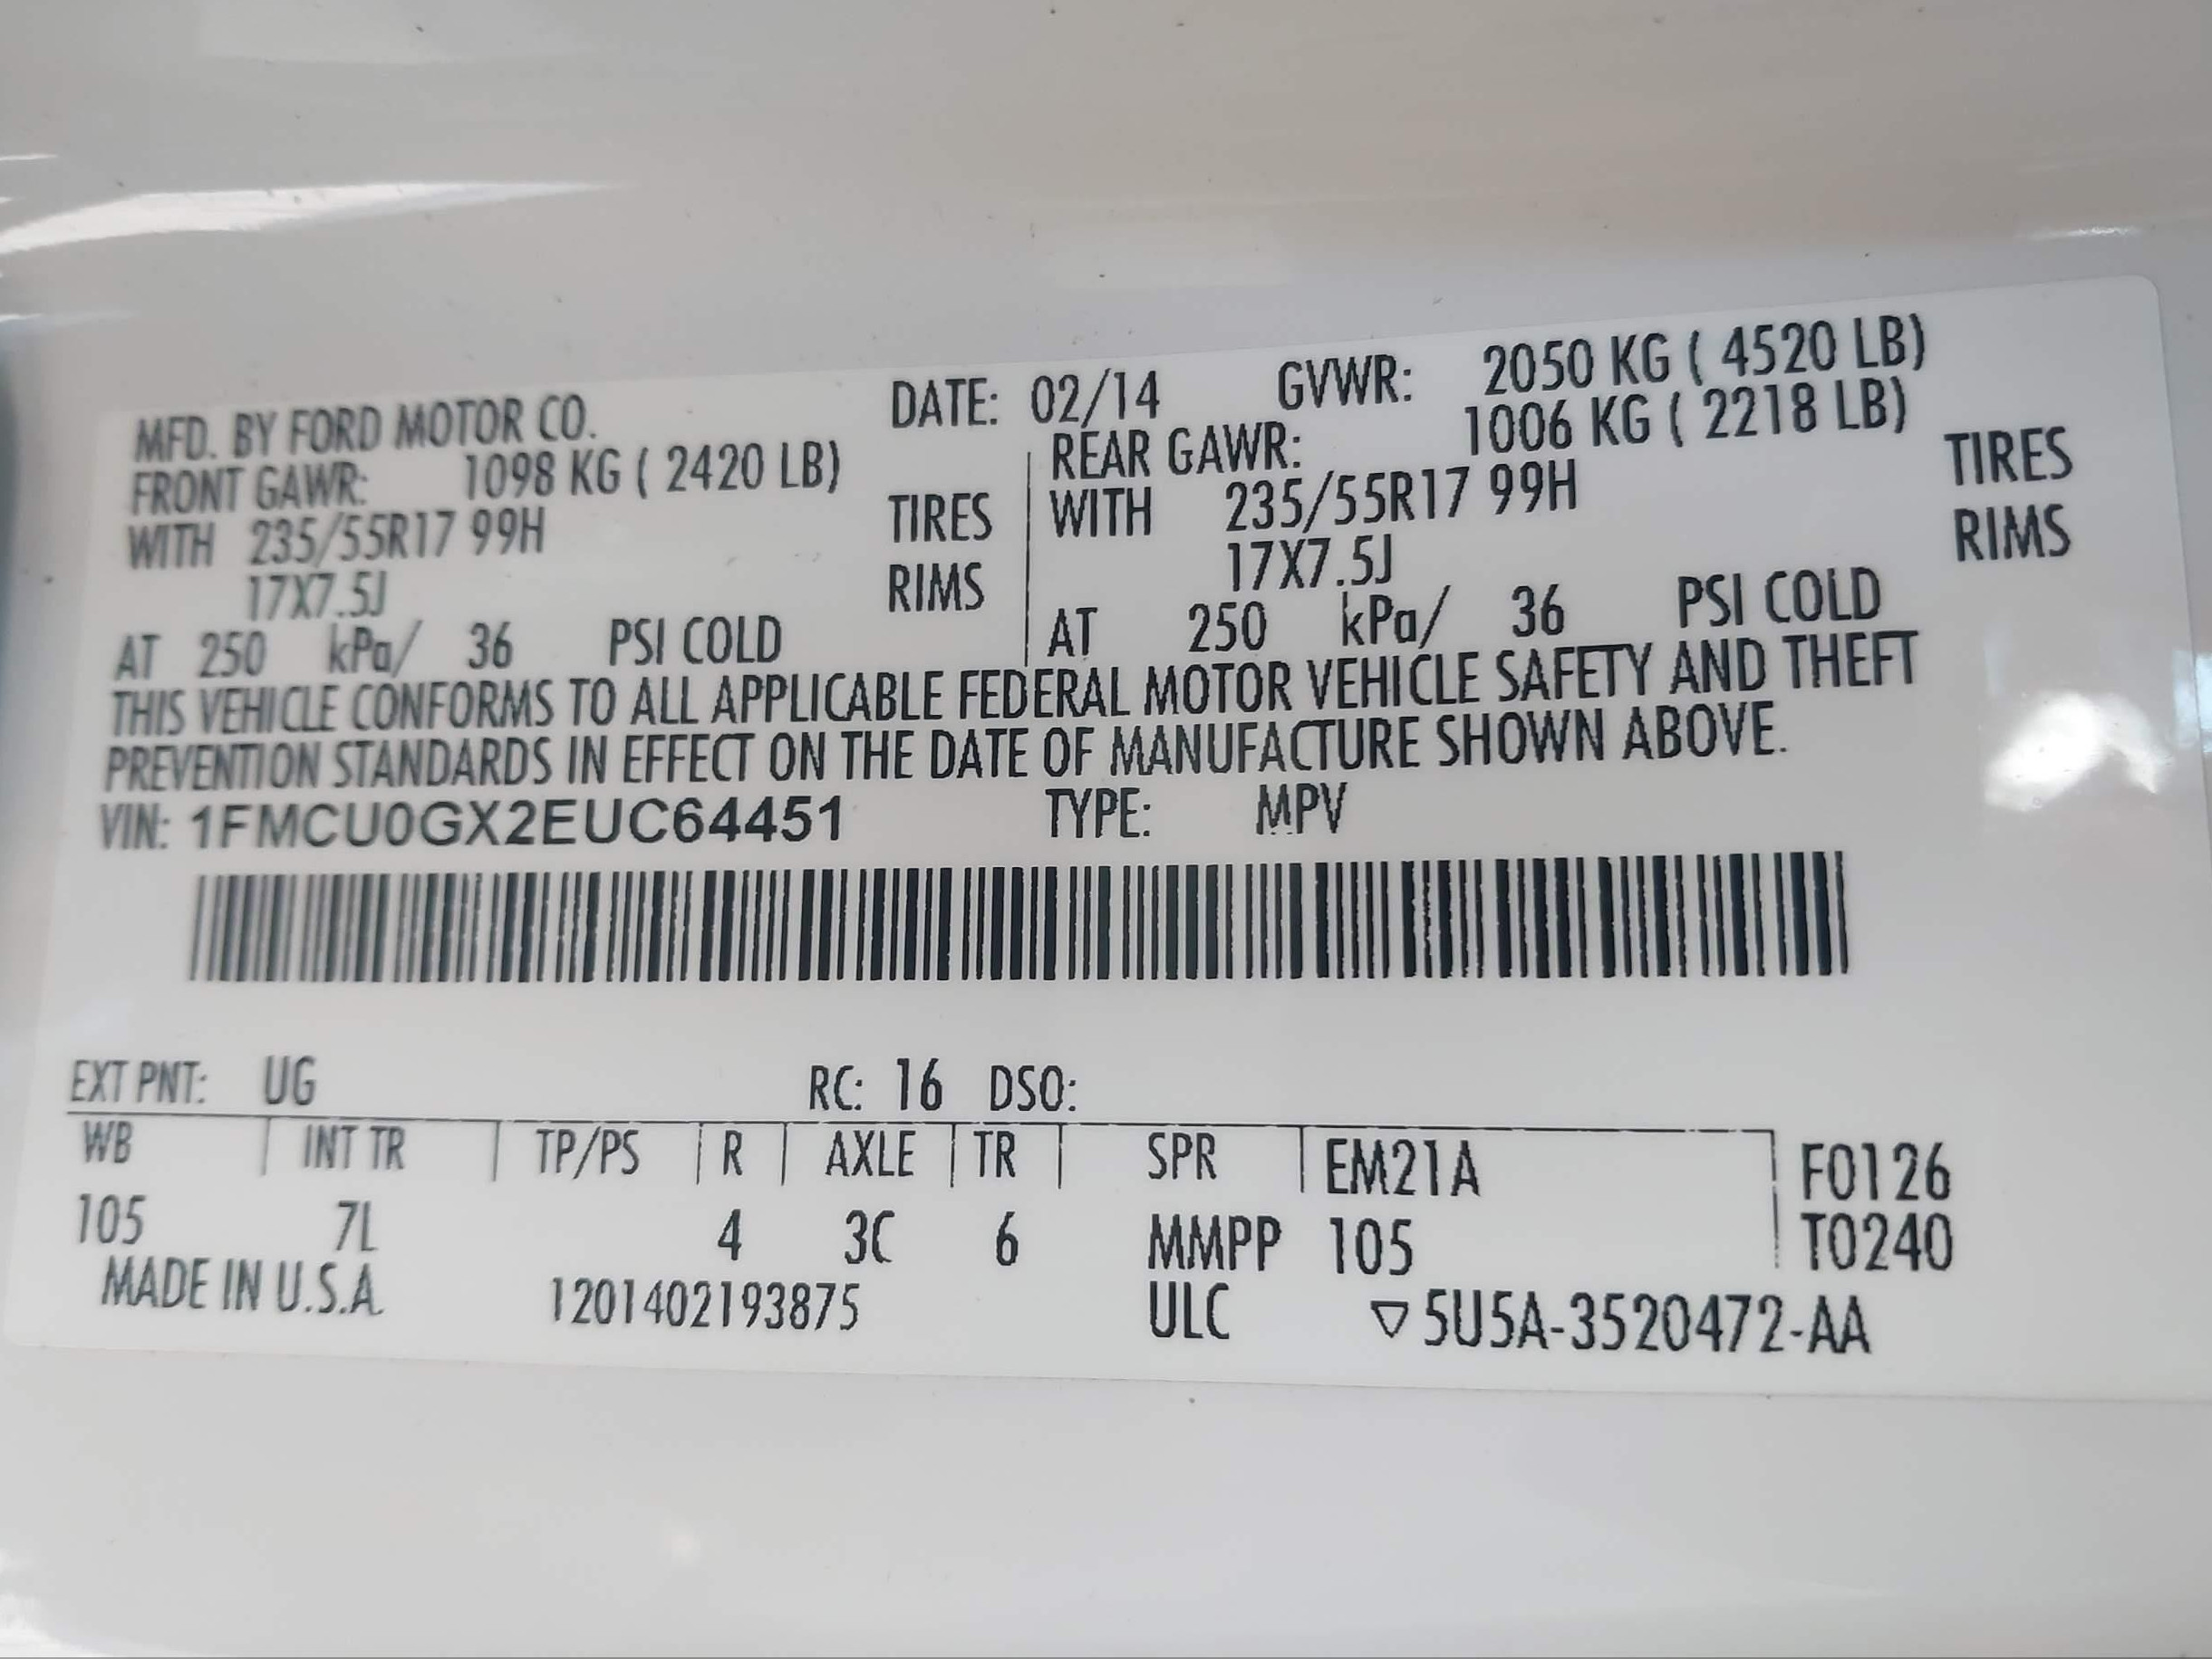 MFD. BY FORD MOTOR CO. DATE: 02/14 GVWR: 2050 KG ( 4520 LB)
FRONT GAWR: 1098 KG ( 2420 LB) REAR GAWR: 1006 KG ( 2218 LB)
WITH 235/55R17 99H TIRES WITH 235/55R17 99H TIRES
17X7.5J RIMS 17X7.5J RIMS
AT 250 kPa/ 36 PSI COLD AT 250 kPa/ 36 PSI COLD
THIS VEHICLE CONFORMS TO ALL APPLICABLE FEDERAL MOTOR VEHICLE SAFETY AND THEFT
PREVENTION STANDARDS IN EFFECT ON THE DATE OF MANUFACTURE SHOWN ABOVE.
VIN: 1FMCU0GX2EUC64451 TYPE: MPV
EXT PNT: UG RC: 16 DSO:
WB INT TR TP/PS R AXLE TR SPR EM21A F0126
105 7L 4 3C 6 MMPP 105 T0240
MADE IN U.S.A. 1201402193875 ULC ▽5U5A-3520472-AA